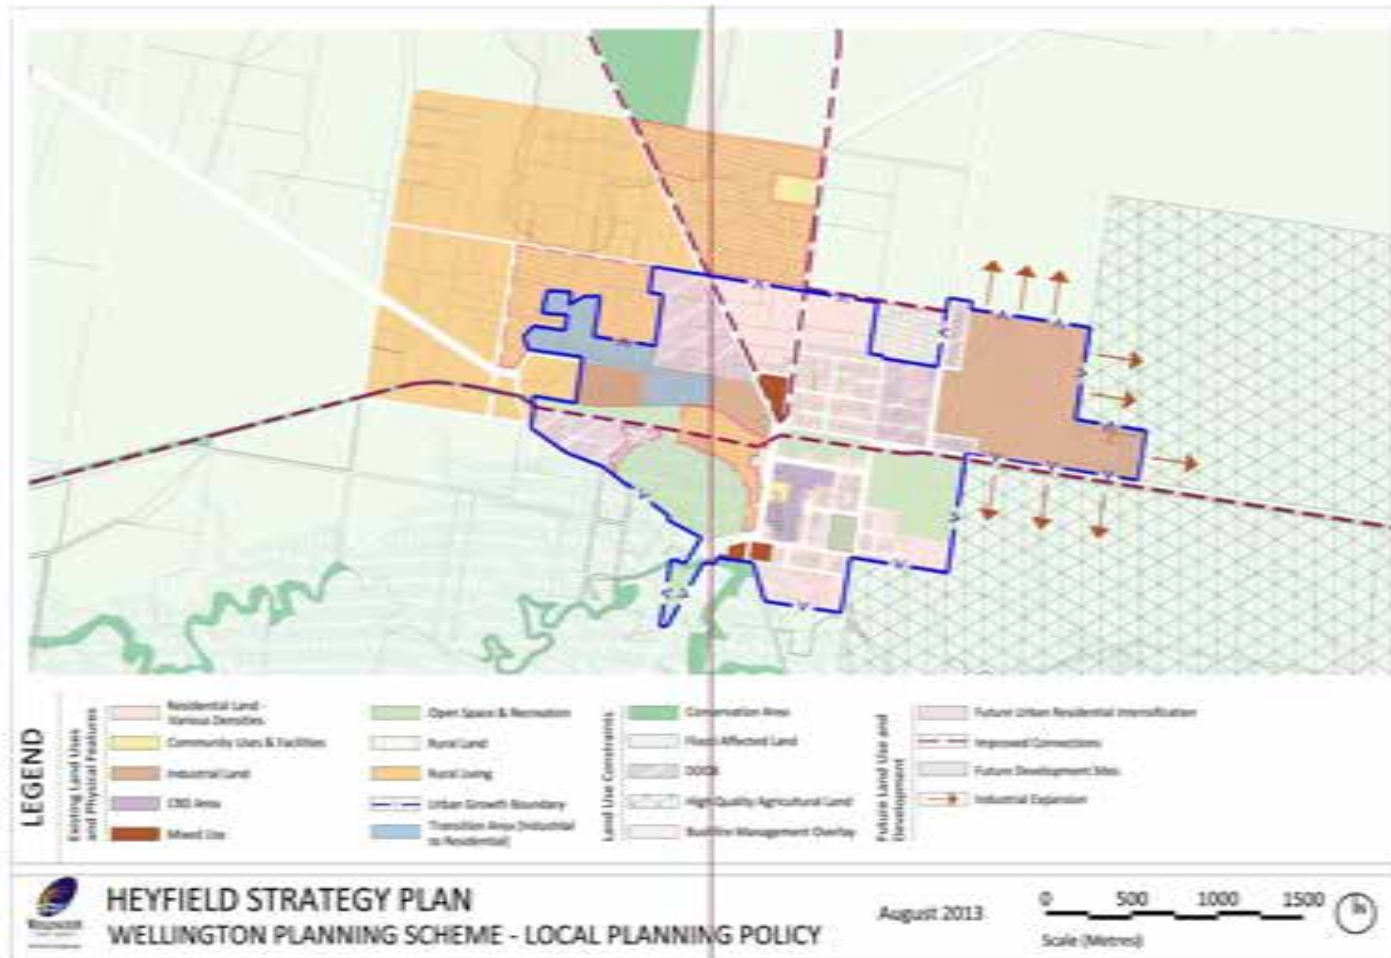 LEGEND
Existing Land Uses
and Physical Features
Residential Land -
Various Densities
Community Uses & Facilities
Industrial Land
CBD Area
Mixed Use
Open Space & Recreation
Rural Land
Rural Living
Urban Growth Boundary
Transition Area (Industrial
to Residential)
Land Use Constraints
Conservation Area
Flood Affected Land
High Quality Agricultural Land
Bushfire Management Overlay
Future Land Use and
Development
Future Urban Residential Intensification
Improved Connections
Future Development Sites
Industrial Expansion
HEYFIELD STRATEGY PLAN
WELLINGTON PLANNING SCHEME - LOCAL PLANNING POLICY
August 2013
0 500 1000 1500
Scale (Metres)